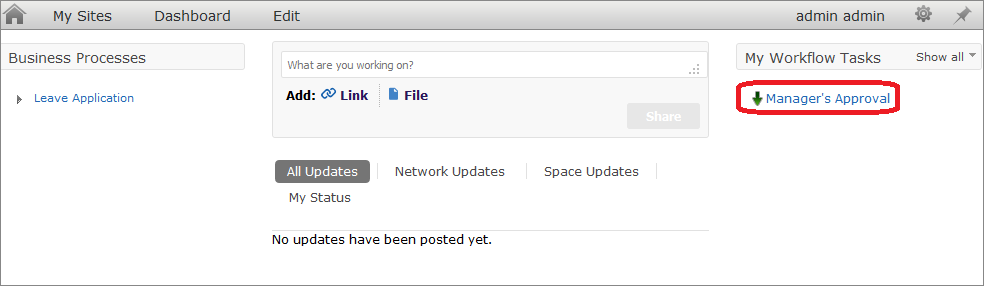 My Sites Dashboard Edit admin admin
Business Processes
Leave Application
What are you working on?
Add: Link File
Share
All Updates Network Updates Space Updates
My Status
No updates have been posted yet.
My Workflow Tasks Show all
Manager's Approval